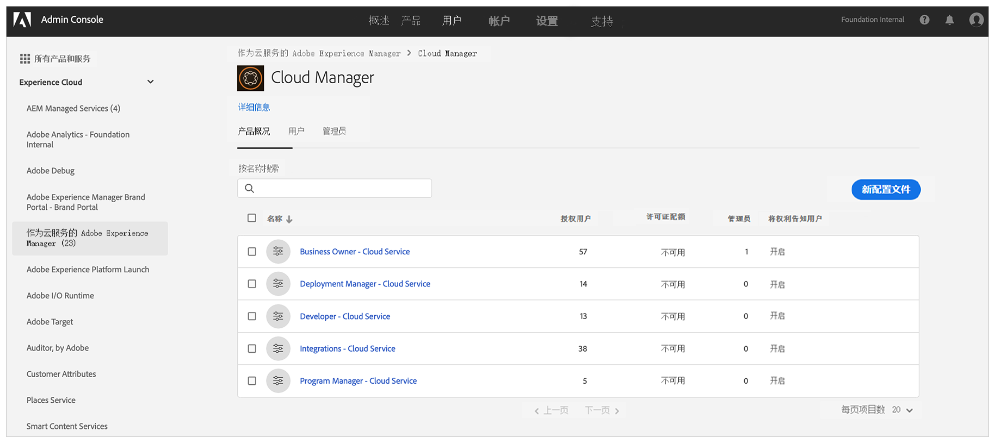 Admin Console
概述 产品 用户 帐户 设置 支持
Foundation Internal
所有产品和服务
Experience Cloud
AEM Managed Services (4)
Adobe Analytics - Foundation
Internal
Adobe Debug
Adobe Experience Manager Brand
Portal - Brand Portal
作为云服务的 Adobe Experience
Manager (23)
Adobe Experience Platform Launch
Adobe I/O Runtime
Adobe Target
Auditor, by Adobe
Customer Attributes
Places Service
Smart Content Services
作为云服务的 Adobe Experience Manager > Cloud Manager
Cloud Manager
详细信息
产品概况 用户 管理员
按名称搜索
新配置文件
名称 ↓ 授权用户 许可证配额 管理员 将权利告知用户
Business Owner - Cloud Service 57 不可用 1 开启
Deployment Manager - Cloud Service 14 不可用 0 开启
Developer - Cloud Service 13 不可用 0 开启
Integrations - Cloud Service 38 不可用 0 开启
Program Manager - Cloud Service 5 不可用 0 开启
上一页 下一页 每页项目数 20